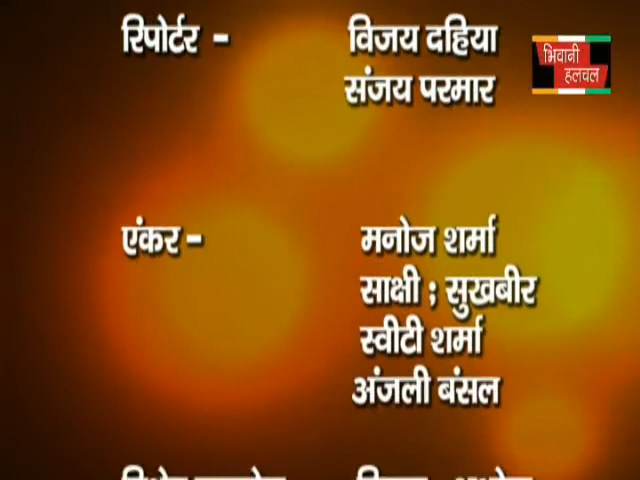 रिपोर्टर - विजय दहिया
संजय परमार
भिवानी
हलचल
एंकर - मनोज शर्मा
साक्षी ; सुखबीर
स्वीटी शर्मा
अंजली बंसल